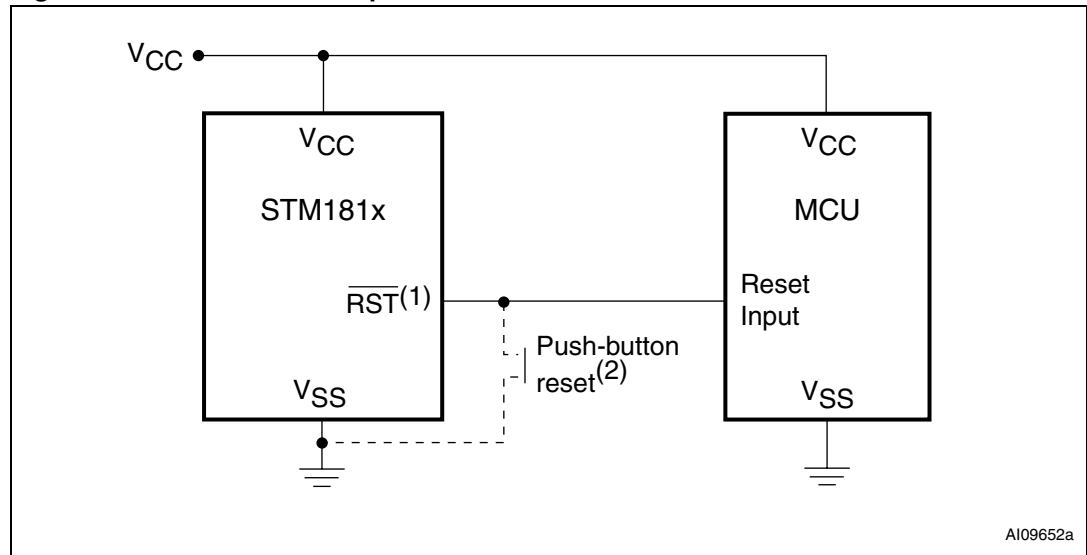 VCC
VCC
STM181x
RST(1)
VSS
VCC
MCU
Reset
Input
VSS
Push-button
reset(2)
AI09652a